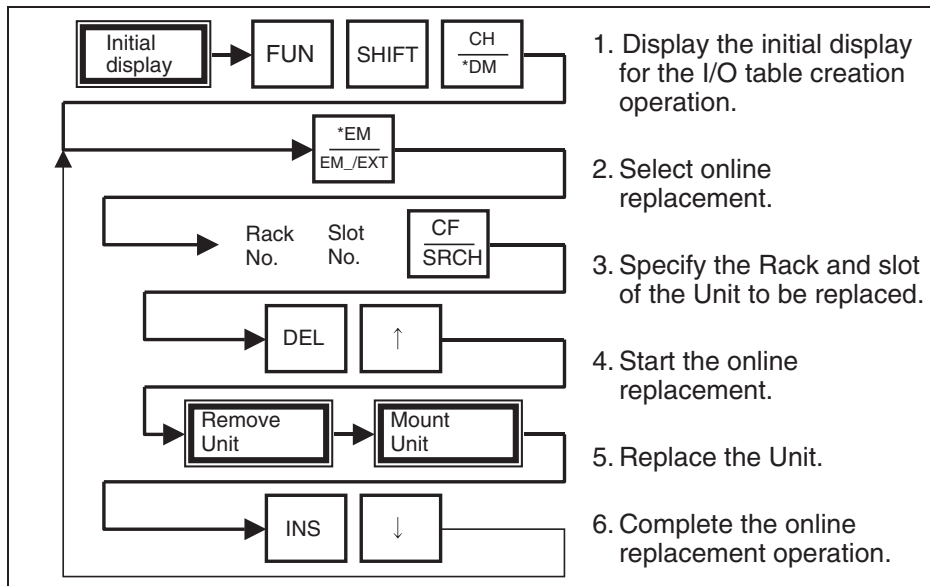 Initial
display
FUN
SHIFT
CH
*DM
1. Display the initial display
for the I/O table creation
operation.
*EM
EM_/EXT
2. Select online
replacement.
Rack
No.
Slot
No.
CF
SRCH
3. Specify the Rack and slot
of the Unit to be replaced.
DEL
↑
4. Start the online
replacement.
Remove
Unit
Mount
Unit
5. Replace the Unit.
INS
↓
6. Complete the online
replacement operation.